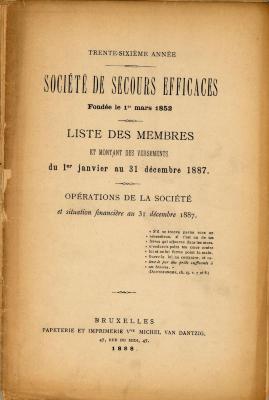 TRENTE-SIXIÈME ANNÉE
SOCIÉTÉ DE SECOURS EFFICACES
Fondée le 1er mars 1852
LISTE DES MEMBRES
ET MONTANT DES VERSEMENTS
du 1er janvier au 31 décembre 1887.
OPÉRATIONS DE LA SOCIÉTÉ
et situation financière au 31 décembre 1887.
BRUXELLES
PAPETERIE ET IMPRIMERIE Vve MICHEL VAN DANTZIG,
47, RUE DU MIDI, 47.
1888.